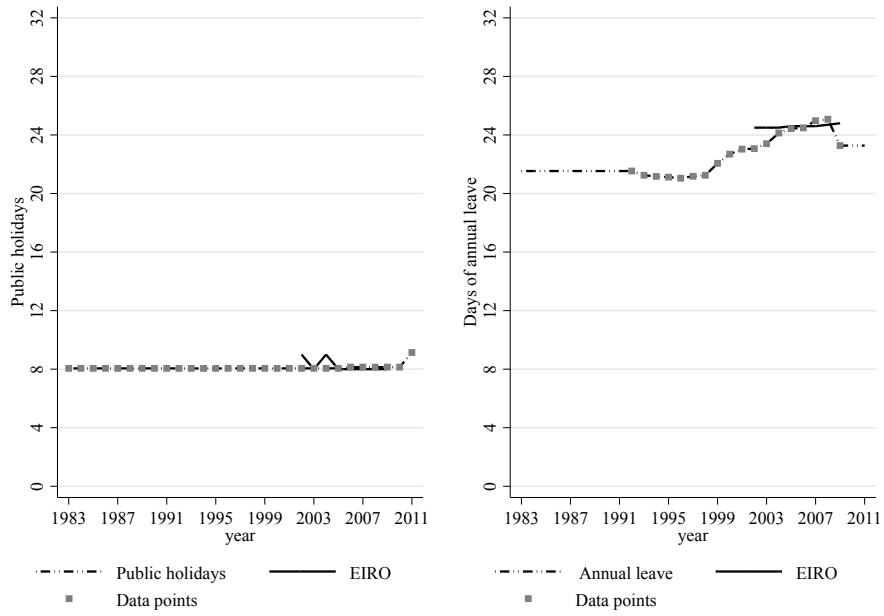 Public holidays
0 4 8 12 16 20 24 28 32
1983 1987 1991 1995 1999 2003 2007 2011
year
Public holidays EIRO
Data points
Days of annual leave
0 4 8 12 16 20 24 28 32
1983 1987 1991 1995 1999 2003 2007 2011
year
Annual leave EIRO
Data points